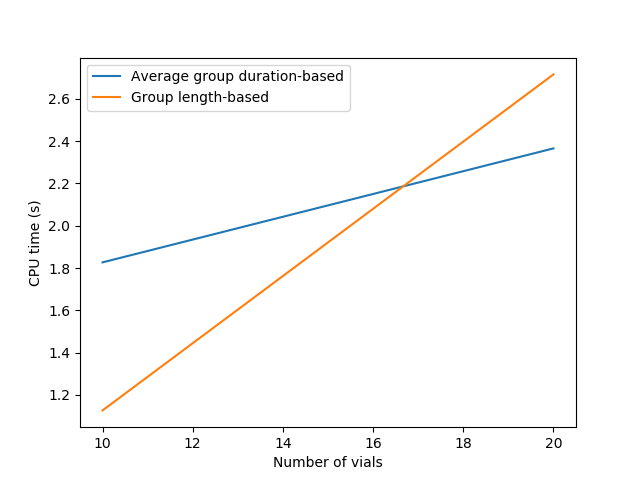 Average group duration-based
Group length-based
2.6
2.4
2.2
2.0
1.8
1.6
1.4
1.2
CPU time (s)
10 12 14 16 18 20
Number of vials